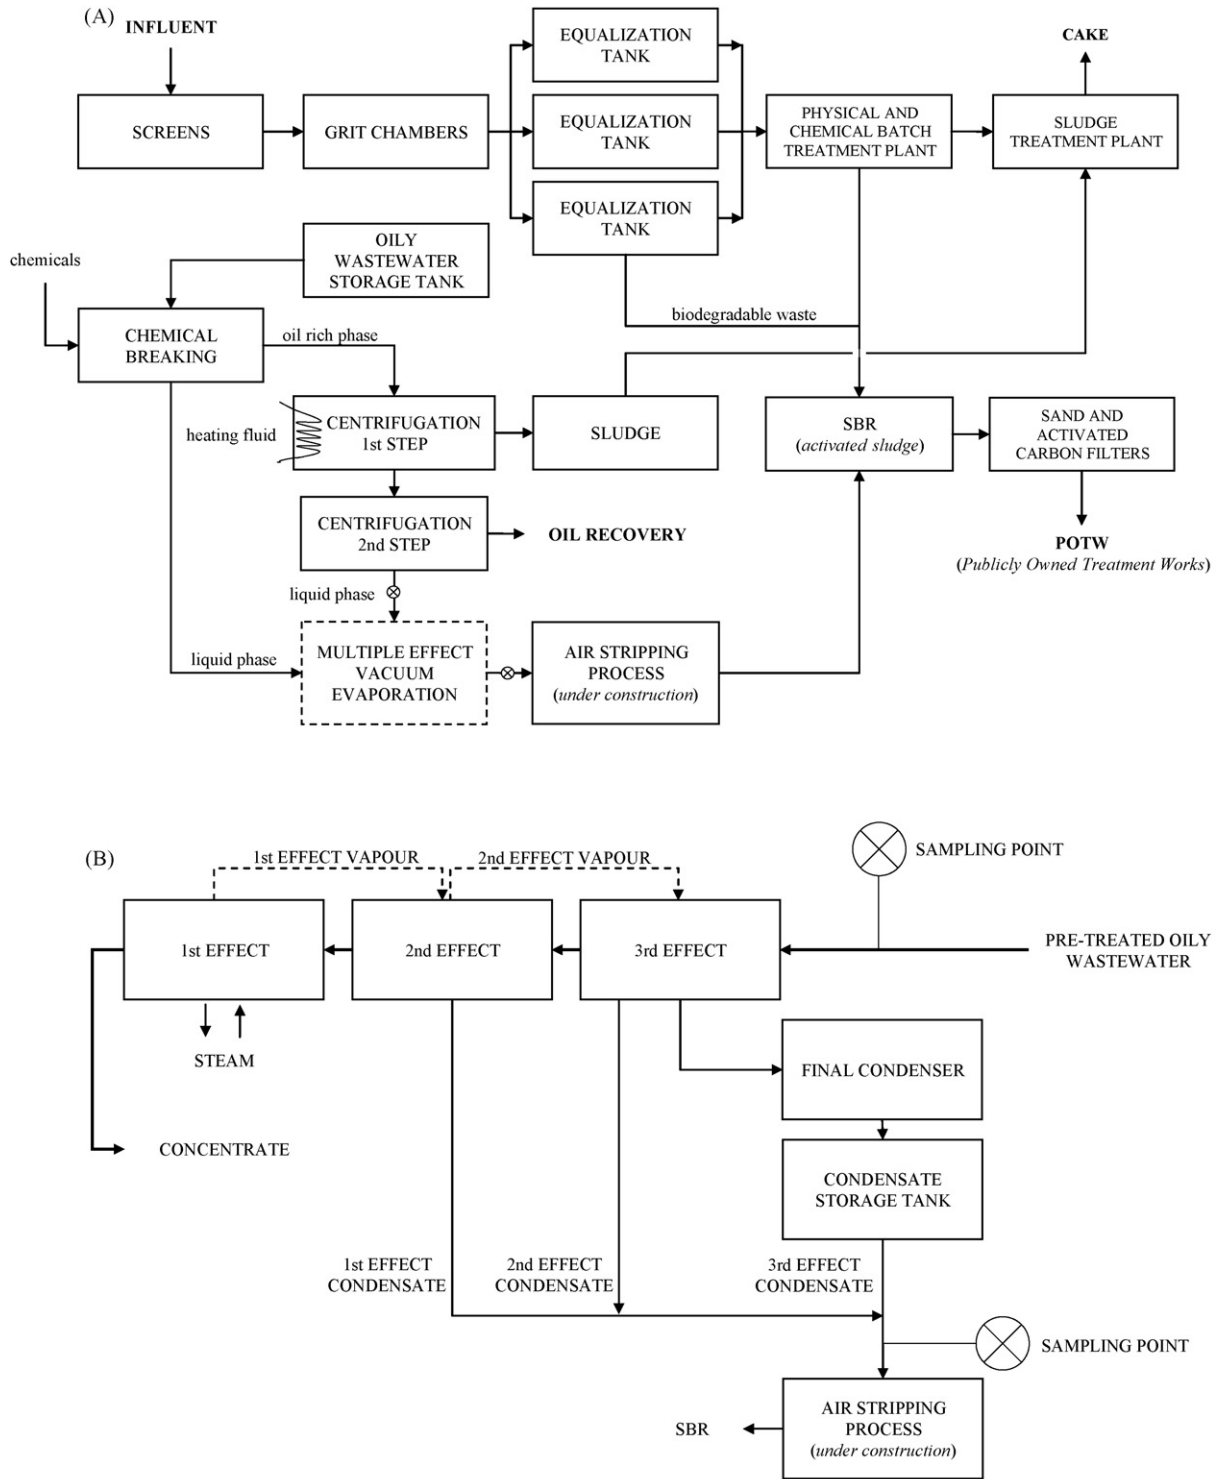 (A)
INFLUENT
SCREENS
GRIT CHAMBERS
EQUALIZATION
TANK
EQUALIZATION
TANK
EQUALIZATION
TANK
PHYSICAL AND
CHEMICAL BATCH
TREATMENT PLANT
CAKE
SLUDGE
TREATMENT PLANT
OILY
WASTEWATER
STORAGE TANK
chemicals
CHEMICAL
BREAKING
oil rich phase
biodegradable waste
heating fluid
CENTRIFUGATION
1st STEP
SLUDGE
SBR
(activated sludge)
SAND AND
ACTIVATED
CARBON FILTERS
CENTRIFUGATION
2nd STEP
OIL RECOVERY
POTW
(Publicly Owned Treatment Works)
liquid phase
liquid phase
MULTIPLE EFFECT
VACUUM
EVAPORATION
AIR STRIPPING
PROCESS
(under construction)
(B)
1st EFFECT VAPOUR
2nd EFFECT VAPOUR
SAMPLING POINT
1st EFFECT
2nd EFFECT
3rd EFFECT
PRE-TREATED OILY
WASTEWATER
STEAM
FINAL CONDENSER
CONCENTRATE
CONDENSATE
STORAGE TANK
1st EFFECT
CONDENSATE
2nd EFFECT
CONDENSATE
3rd EFFECT
CONDENSATE
SAMPLING POINT
AIR STRIPPING
PROCESS
(under construction)
SBR